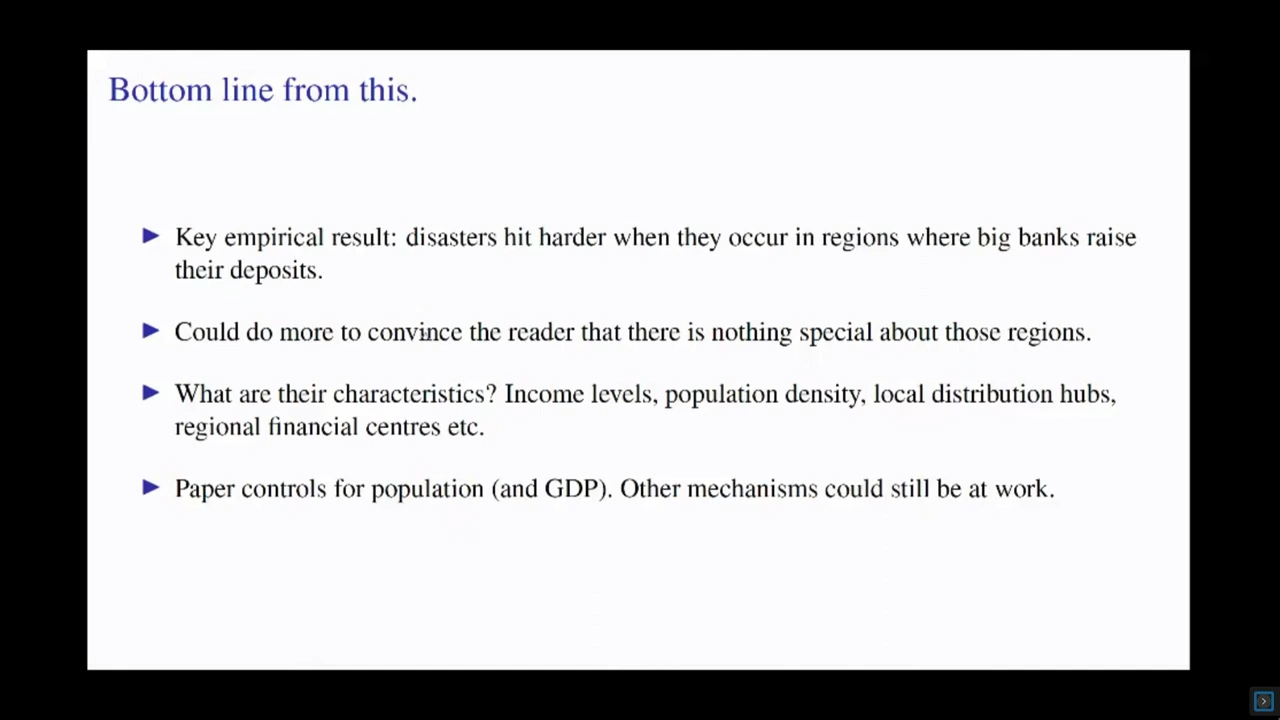 Bottom line from this.
Key empirical result: disasters hit harder when they occur in regions where big banks raise
their deposits.
Could do more to convince the reader that there is nothing special about those regions.
What are their characteristics? Income levels, population density, local distribution hubs,
regional financial centres etc.
Paper controls for population (and GDP). Other mechanisms could still be at work.